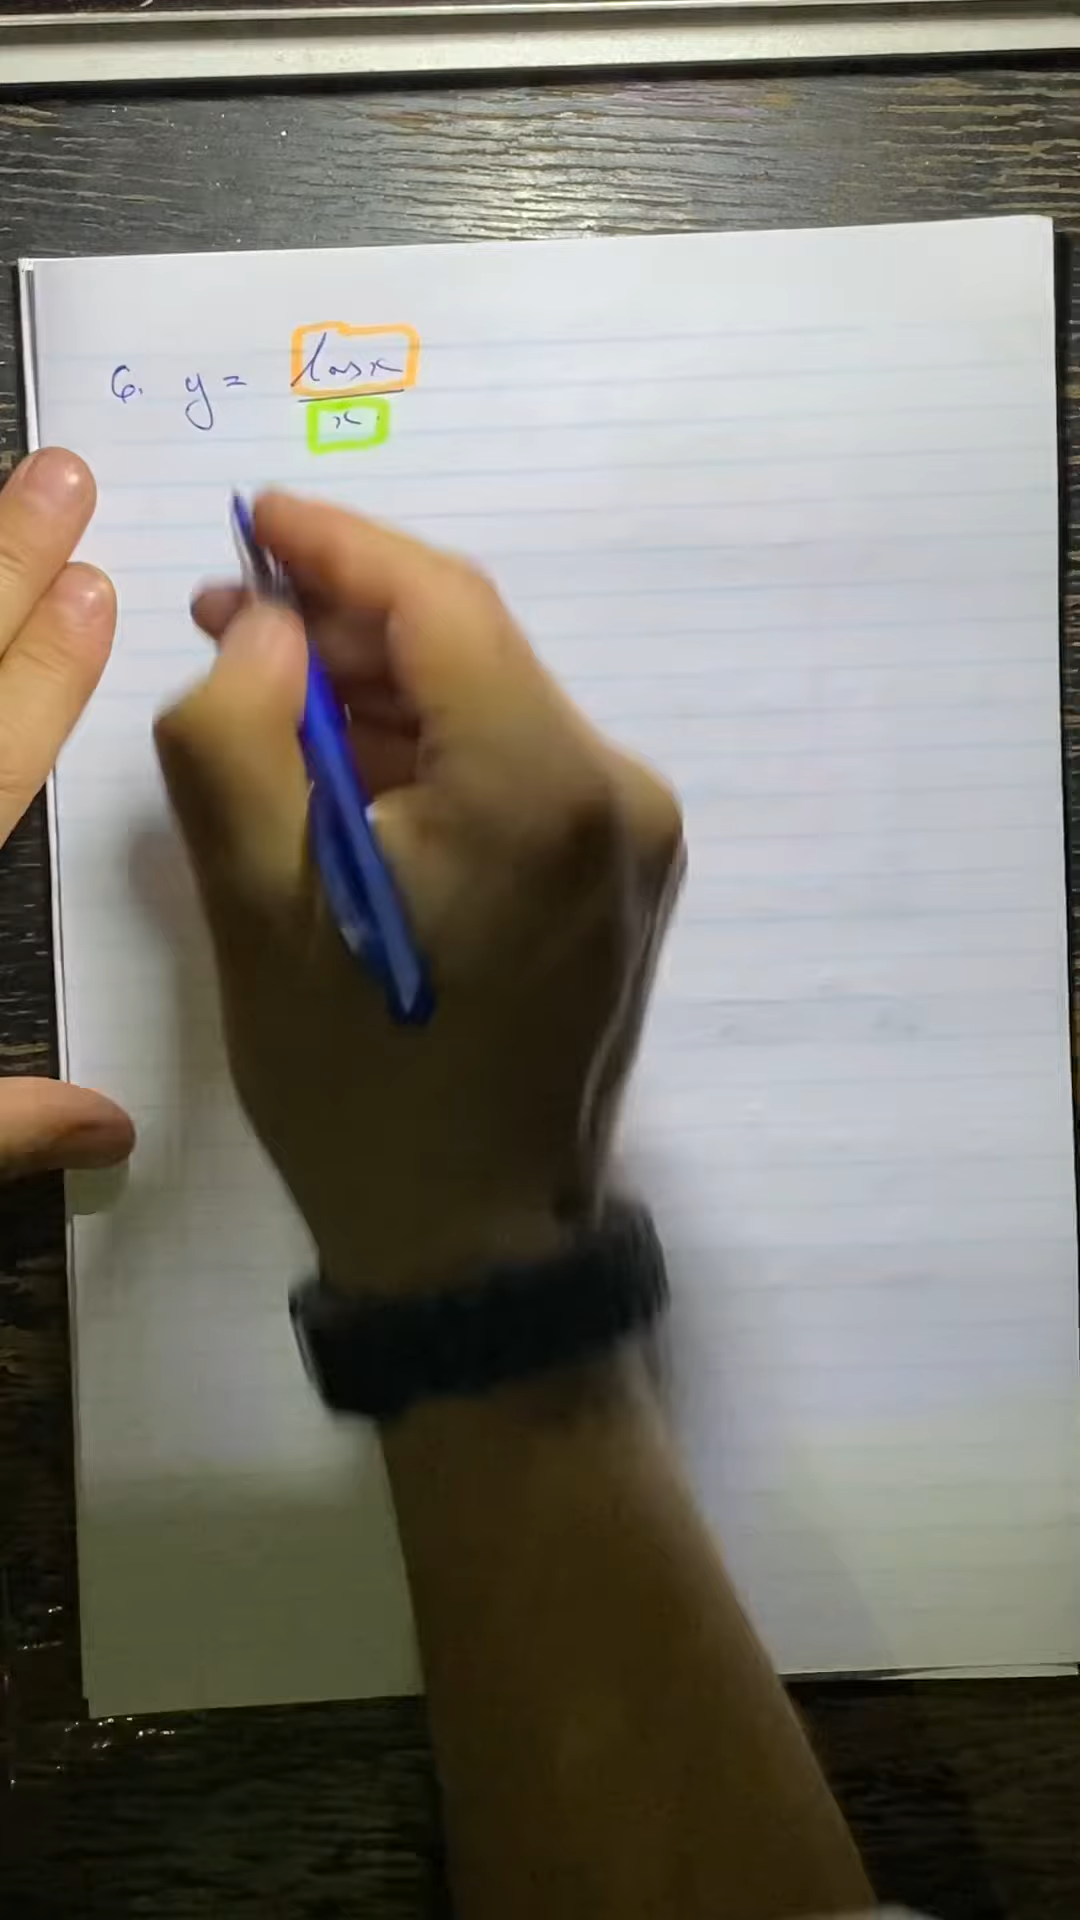 6. y = cos x / x